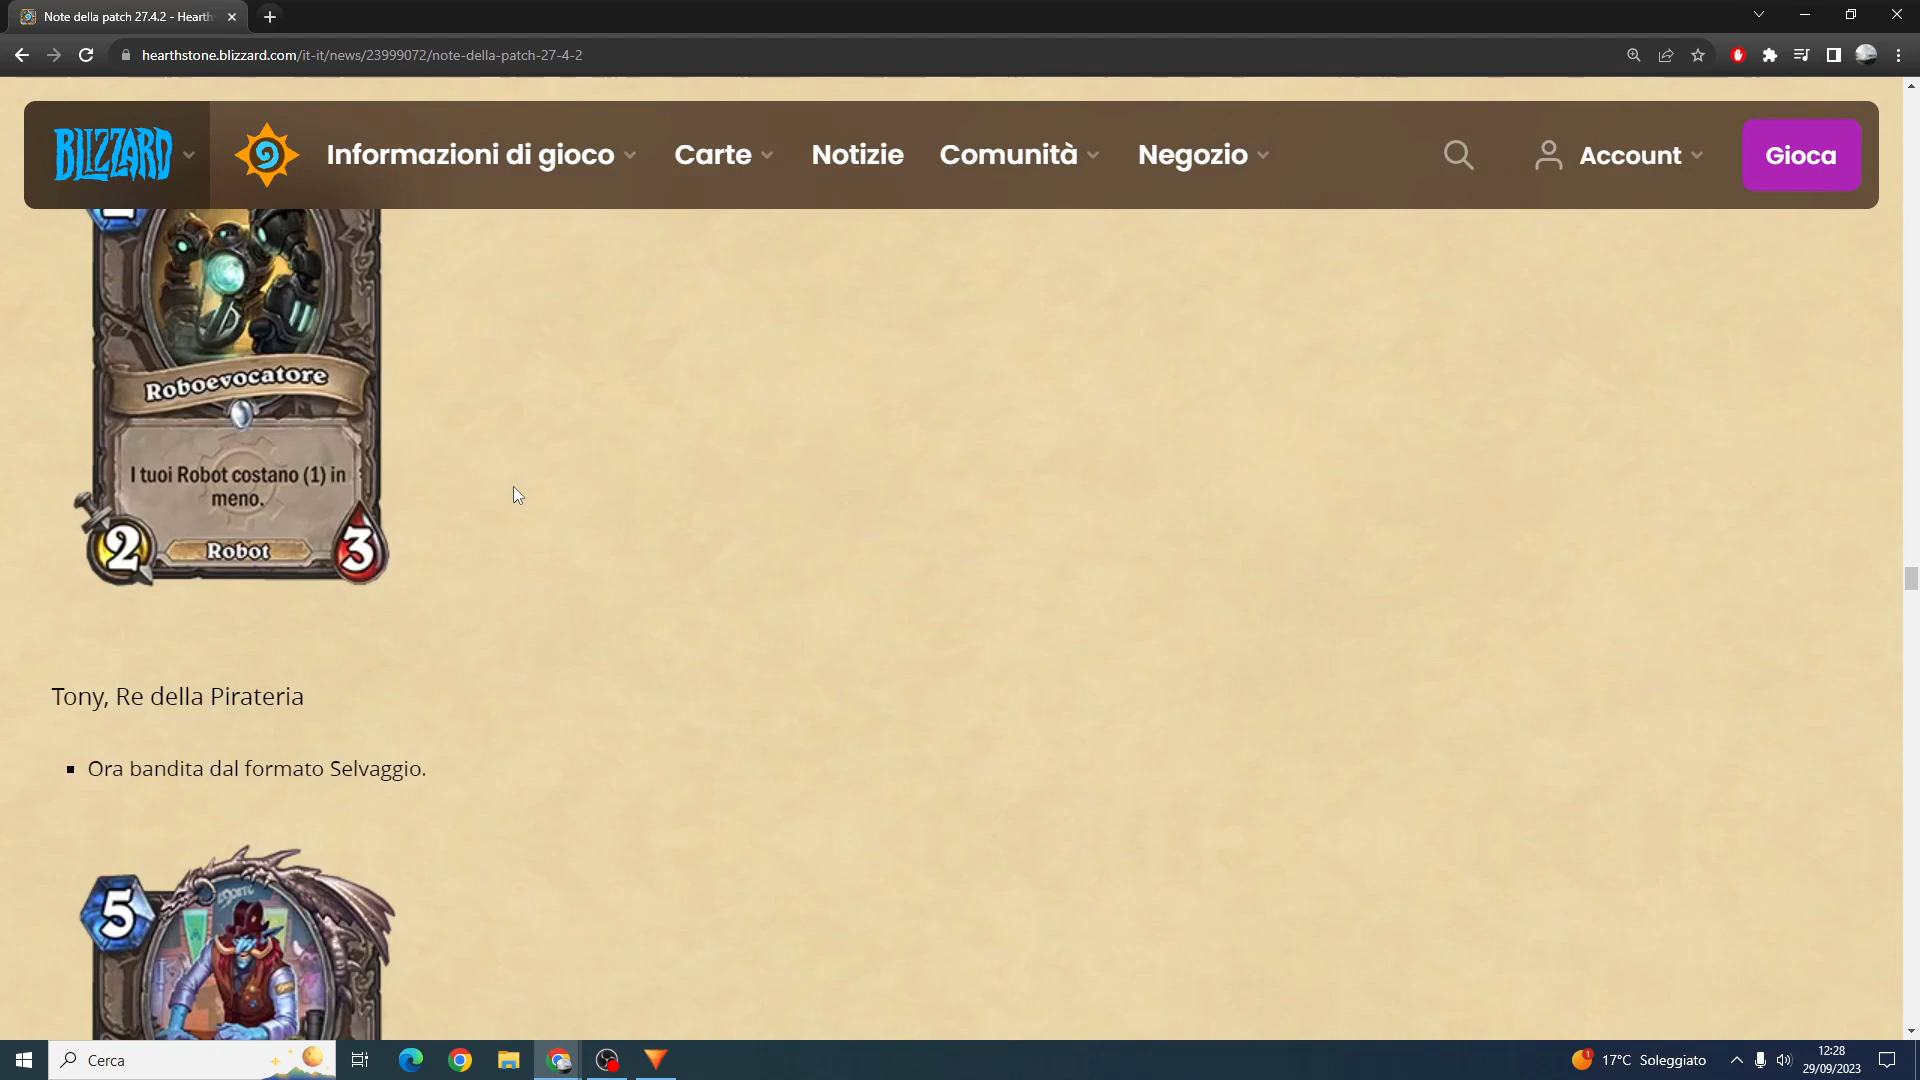 Note della patch 27.4.2 - Hearths
hearthstone.blizzard.com/it-it/news/23999072/note-della-patch-27-4-2
BLIZZARD
Informazioni di gioco
Carte
Notizie
Comunità
Negozio
Account
Gioca
Roboevocatore
I tuoi Robot costano (1) in
meno.
2
Robot
3
Tony, Re della Pirateria
Ora bandita dal formato Selvaggio.
5
Cerca
1
17°C Soleggiato
12:28
29/09/2023